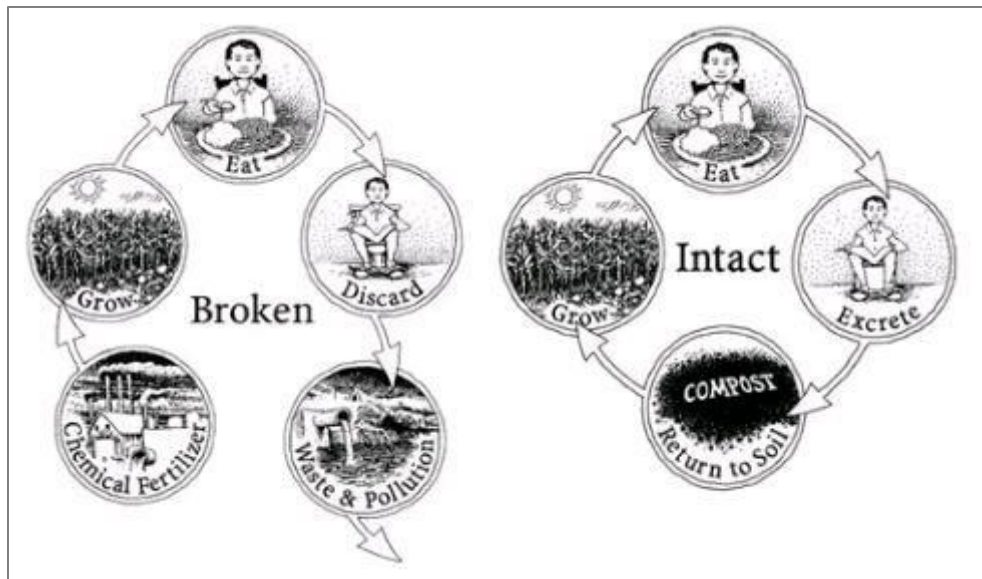 Eat
Discard
Grow
Broken
Chemical Fertilizer
Waste & Pollution
Eat
Intact
Grow
Excrete
COMPOST
Return to Soil